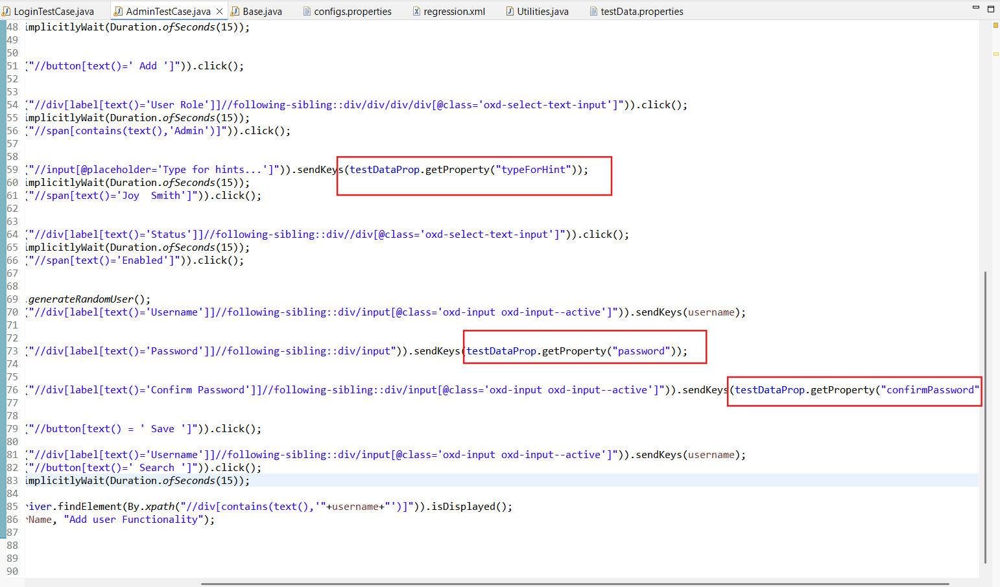 LoginTestCase.java AdminTestCase.java Base.java configs.properties regression.xml Utilities.java testData.properties
48 implicitlyWait(Duration.ofSeconds(15));
49
50
51 ("//button[text()=' Add ']")).click();
52
53
54 ("//div[label[text()='User Role']]//following-sibling::div/div/div/div[@class='oxd-select-text-input']")).click();
55 implicitlyWait(Duration.ofSeconds(15));
56 ("//span[contains(text(),'Admin')]")).click();
57
58
59 ("//input[@placeholder='Type for hints...']")).sendKeys(testDataProp.getProperty("typeForHint"));
60 implicitlyWait(Duration.ofSeconds(15));
61 ("//span[text()='Joy  Smith']")).click();
62
63
64 ("//div[label[text()='Status']]//following-sibling::div//div[@class='oxd-select-text-input']")).click();
65 implicitlyWait(Duration.ofSeconds(15));
66 ("//span[text()='Enabled']")).click();
67
68
69 .generateRandomUser();
70 ("//div[label[text()='Username']]//following-sibling::div/input[@class='oxd-input oxd-input--active']")).sendKeys(username);
71
72
73 ("//div[label[text()='Password']]//following-sibling::div/input")).sendKeys(testDataProp.getProperty("password"));
74
75
76 ("//div[label[text()='Confirm Password']]//following-sibling::div/input[@class='oxd-input oxd-input--active']")).sendKeys(testDataProp.getProperty("confirmPassword"
77
78
79 ("//button[text() = ' Save ']")).click();
80
81 ("//div[label[text()='Username']]//following-sibling::div/input[@class='oxd-input oxd-input--active']")).sendKeys(username);
82 ("//button[text()=' Search ']")).click();
83 implicitlyWait(Duration.ofSeconds(15));
84
85 river.findElement(By.xpath("//div[contains(text(),'"+username+"')]")).isDisplayed();
86 rName, "Add user Functionality");
87
88
89
90